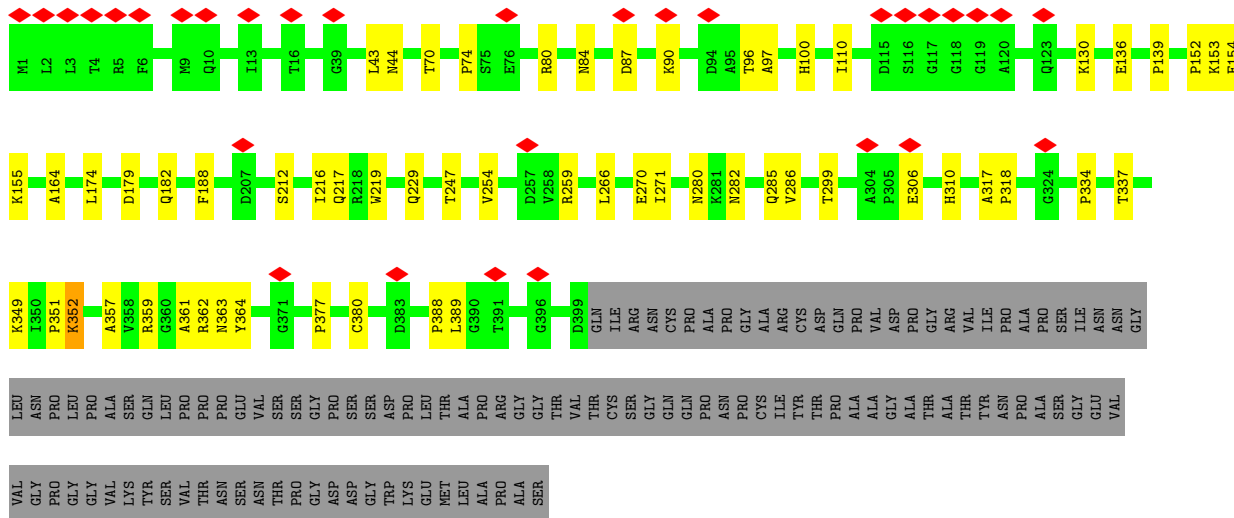 M1 L2 L3 T4 R5 F6 M9 Q10 I13 T16 G39 L43 N44 T70 P74 S75 E76 R80 N84 D87 K90 D94 A95 T96 A97 H100 I110 D115 S116 G117 G118 G119 A120 Q123 K130 E136 P139 P152 K153 E154
K155 A164 L174 D179 Q182 F188 D207 S212 I216 Q217 R218 W219 Q229 T247 V254 D257 V258 R259 L266 E270 I271 N280 K281 N282 Q285 V286 T299 A304 P305 E306 H310 A317 P318 G324 P334 T337
K349 I350 P351 K352 A357 V358 R359 G360 A361 R362 N363 Y364 G371 P377 C380 D383 P388 L389 G390 T391 G396 D399 GLN ILE ARG ASN CYS PRO ALA PRO GLY ALA ARG CYS ASP GLN PRO VAL ASP PRO GLY ARG VAL ILE PRO ALA PRO SER ILE ASN ASN GLY
LEU ASN PRO LEU PRO ALA SER GLN LEU PRO PRO PRO GLU VAL SER SER GLY PRO SER SER ASP PRO LEU THR ALA PRO ARG GLY GLY THR VAL THR CYS SER GLY GLN GLN PRO ASN PRO CYS ILE TYR THR PRO ALA ALA GLY ALA THR ALA THR TYR ASN PRO ALA SER GLY GLU VAL
VAL GLY PRO GLY GLY VAL LYS TYR SER VAL THR ASN SER ASN THR PRO GLY ASP ASP GLY TRP LYS GLU MET LEU ALA PRO ALA SER